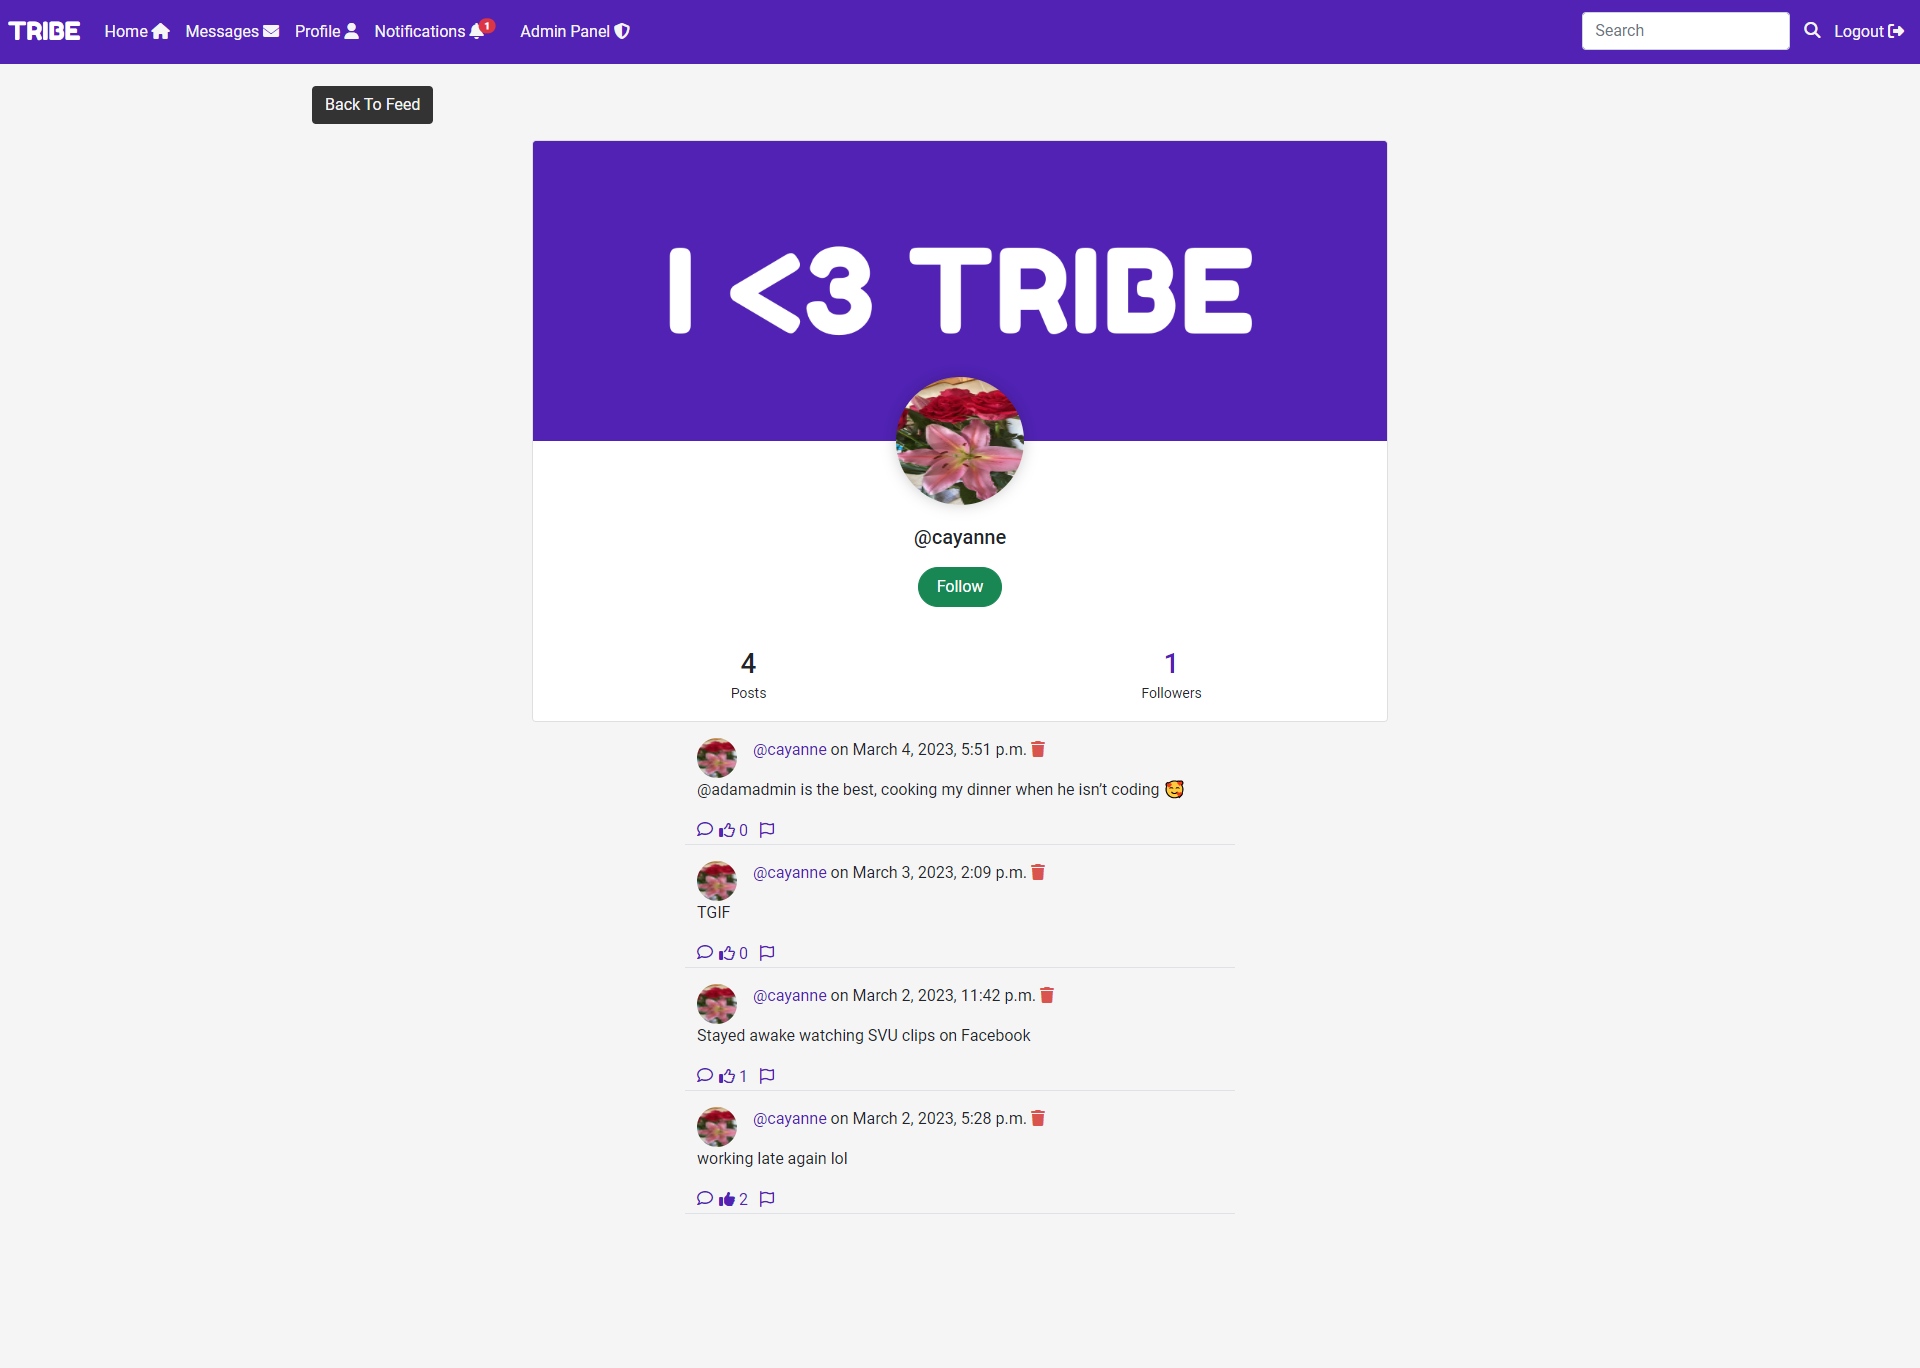 TRIBE Home Messages Profile Notifications 1 Admin Panel Search Logout
Back To Feed
I <3 TRIBE
@cayanne
Follow
4 1
Posts Followers
@cayanne on March 4, 2023, 5:51 p.m.
@adamadmin is the best, cooking my dinner when he isn’t coding 🥰
0
@cayanne on March 3, 2023, 2:09 p.m.
TGIF
0
@cayanne on March 2, 2023, 11:42 p.m.
Stayed awake watching SVU clips on Facebook
1
@cayanne on March 2, 2023, 5:28 p.m.
working late again lol
2